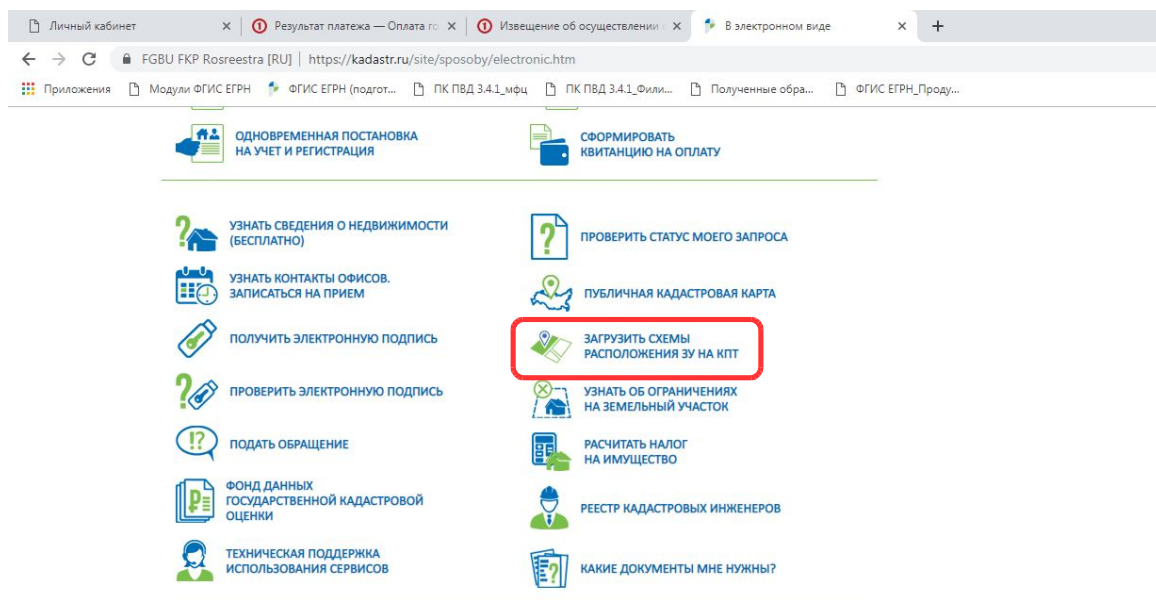 Личный кабинет
Результат платежа — Оплата го
Извещение об осуществлении
В электронном виде
FGBU FKP Rosreestra [RU] | https://kadastr.ru/site/sposoby/electronic.htm
Приложения
Модули ФГИС ЕГРН
ФГИС ЕГРН (подгот...
ПК ПВД 3.4.1_мфц
ПК ПВД 3.4.1_Фили...
Полученные обра...
ФГИС ЕГРН_Проду...
ОДНОВРЕМЕННАЯ ПОСТАНОВКА
НА УЧЕТ И РЕГИСТРАЦИЯ
СФОРМИРОВАТЬ
КВИТАНЦИЮ НА ОПЛАТУ
УЗНАТЬ СВЕДЕНИЯ О НЕДВИЖИМОСТИ
(БЕСПЛАТНО)
ПРОВЕРИТЬ СТАТУС МОЕГО ЗАПРОСА
УЗНАТЬ КОНТАКТЫ ОФИСОВ.
ЗАПИСАТЬСЯ НА ПРИЕМ
ПУБЛИЧНАЯ КАДАСТРОВАЯ КАРТА
ПОЛУЧИТЬ ЭЛЕКТРОННУЮ ПОДПИСЬ
ЗАГРУЗИТЬ СХЕМЫ
РАСПОЛОЖЕНИЯ ЗУ НА КПТ
ПРОВЕРИТЬ ЭЛЕКТРОННУЮ ПОДПИСЬ
УЗНАТЬ ОБ ОГРАНИЧЕНИЯХ
НА ЗЕМЕЛЬНЫЙ УЧАСТОК
ПОДАТЬ ОБРАЩЕНИЕ
РАСЧИТАТЬ НАЛОГ
НА ИМУЩЕСТВО
ФОНД ДАННЫХ
ГОСУДАРСТВЕННОЙ КАДАСТРОВОЙ
ОЦЕНКИ
РЕЕСТР КАДАСТРОВЫХ ИНЖЕНЕРОВ
ТЕХНИЧЕСКАЯ ПОДДЕРЖКА
ИСПОЛЬЗОВАНИЯ СЕРВИСОВ
КАКИЕ ДОКУМЕНТЫ МНЕ НУЖНЫ?